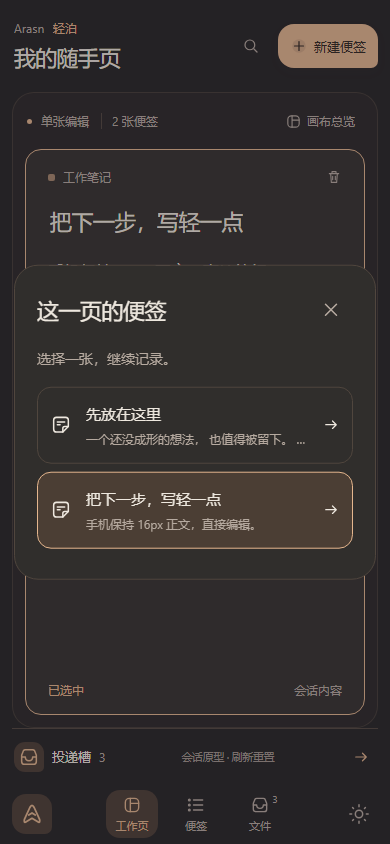 Arasn 轻泊
我的随手页
新建便签
单张编辑 2 张便签
画布总览
工作笔记
把下一步，写轻一点
这一页的便签
选择一张，继续记录。
先放在这里
一个还没成形的想法， 也值得被留下。 ...
把下一步，写轻一点
手机保持 16px 正文，直接编辑。
已选中
会话内容
投递槽 3
会话原型 · 刷新重置
工作页
便签
3
文件